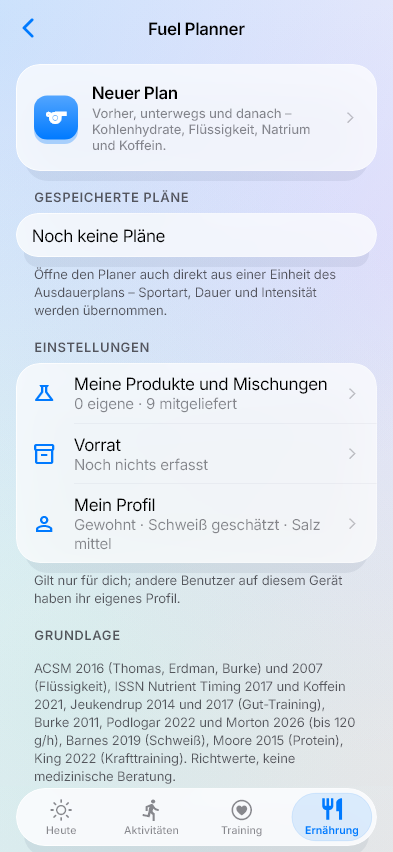 Fuel Planner
Neuer Plan
Vorher, unterwegs und danach –
Kohlenhydrate, Flüssigkeit, Natrium
und Koffein.
GESPEICHERTE PLÄNE
Noch keine Pläne
Öffne den Planer auch direkt aus einer Einheit des
Ausdauerplans – Sportart, Dauer und Intensität
werden übernommen.
EINSTELLUNGEN
Meine Produkte und Mischungen
0 eigene · 9 mitgeliefert
Vorrat
Noch nichts erfasst
Mein Profil
Gewohnt · Schweiß geschätzt · Salz
mittel
Gilt nur für dich; andere Benutzer auf diesem Gerät
haben ihr eigenes Profil.
GRUNDLAGE
ACSM 2016 (Thomas, Erdman, Burke) und 2007
(Flüssigkeit), ISSN Nutrient Timing 2017 und Koffein
2021, Jeukendrup 2014 und 2017 (Gut-Training),
Burke 2011, Podlogar 2022 und Morton 2026 (bis 120
g/h), Barnes 2019 (Schweiß), Moore 2015 (Protein),
King 2022 (Krafttraining). Richtwerte, keine
medizinische Beratung.
Heute
Aktivitäten
Training
Ernährung